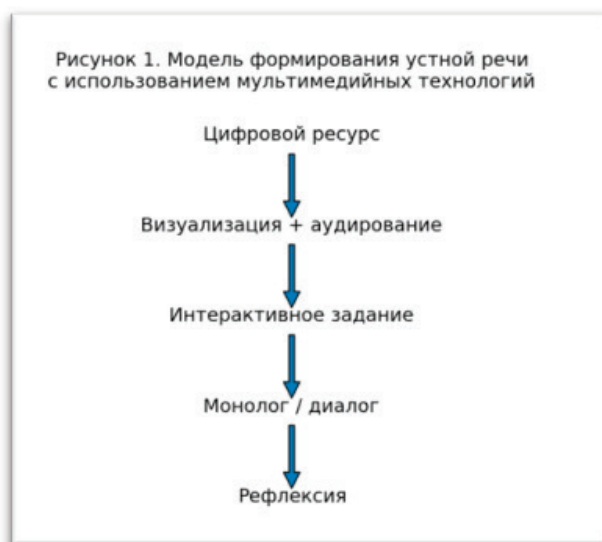 Рисунок 1. Модель формирования устной речи
с использованием мультимедийных технологий
Цифровой ресурс
Визуализация + аудирование
Интерактивное задание
Монолог / диалог
Рефлексия